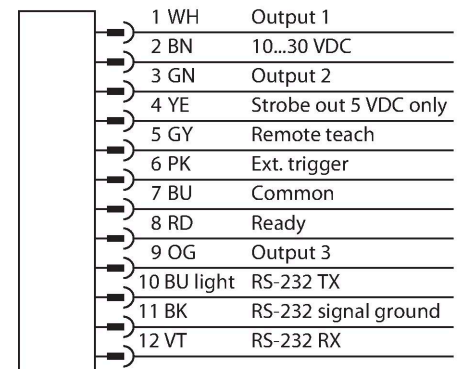 1 WH Output 1
2 BN 10...30 VDC
3 GN Output 2
4 YE Strobe out 5 VDC only
5 GY Remote teach
6 PK Ext. trigger
7 BU Common
8 RD Ready
9 OG Output 3
10 BU light RS-232 TX
11 BK RS-232 signal ground
12 VT RS-232 RX